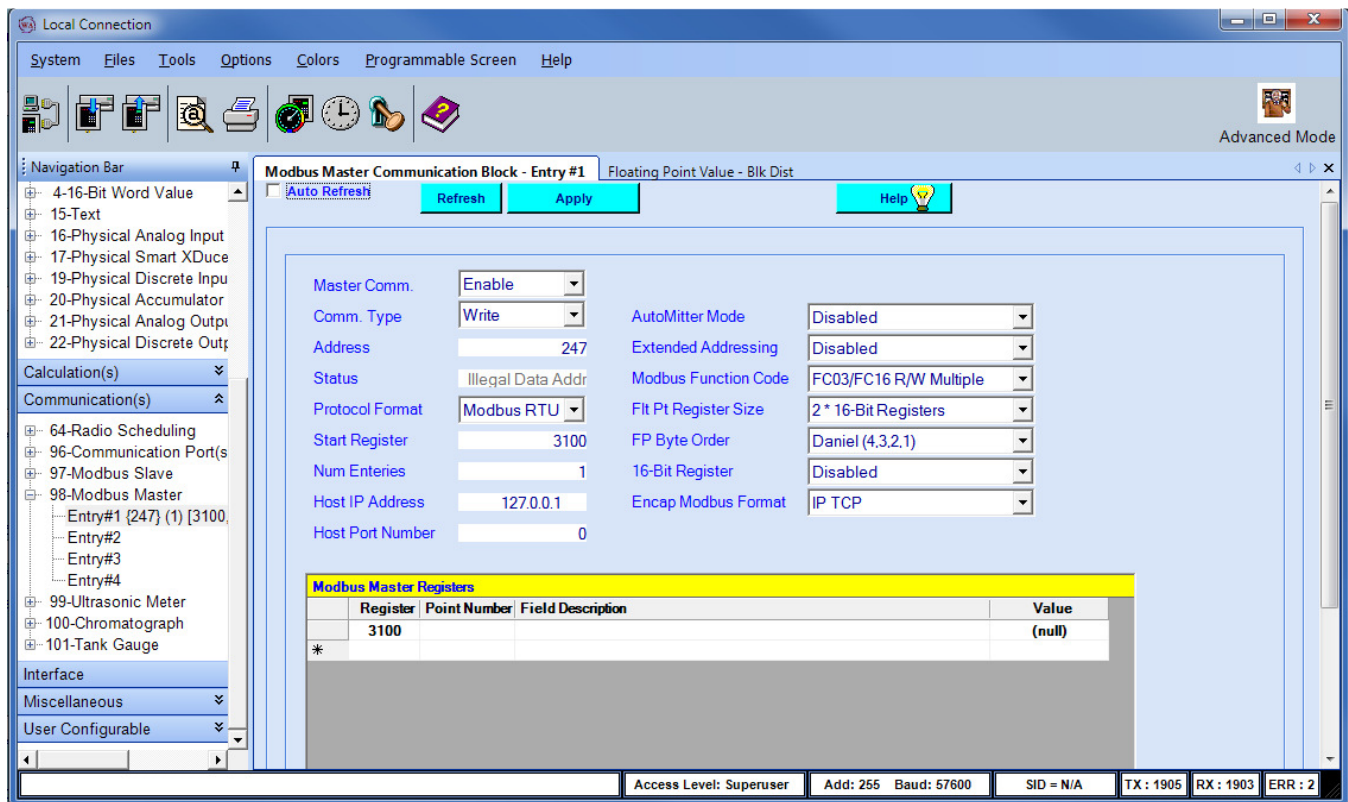 Local Connection
System Files Tools Options Colors Programmable Screen Help
Advanced Mode
Navigation Bar
4-16-Bit Word Value
15-Text
16-Physical Analog Input
17-Physical Smart XDuce
19-Physical Discrete Inpu
20-Physical Accumulator
21-Physical Analog Outpu
22-Physical Discrete Outp
Calculation(s)
Communication(s)
64-Radio Scheduling
96-Communication Port(s
97-Modbus Slave
98-Modbus Master
Entry#1 {247} (1) [3100,
Entry#2
Entry#3
Entry#4
99-Ultrasonic Meter
100-Chromatograph
101-Tank Gauge
Interface
Miscellaneous
User Configurable
Modbus Master Communication Block - Entry #1 Floating Point Value - Blk Dist
Auto Refresh Refresh Apply Help
Master Comm. Enable
Comm. Type Write AutoMitter Mode Disabled
Address 247 Extended Addressing Disabled
Status Illegal Data Addr Modbus Function Code FC03/FC16 R/W Multiple
Protocol Format Modbus RTU Flt Pt Register Size 2 * 16-Bit Registers
Start Register 3100 FP Byte Order Daniel (4,3,2,1)
Num Enteries 1 16-Bit Register Disabled
Host IP Address 127.0.0.1 Encap Modbus Format IP TCP
Host Port Number 0
Modbus Master Registers
Register Point Number Field Description Value
3100 (null)
*
Access Level: Superuser Add: 255 Baud: 57600 SID = N/A TX : 1905 RX : 1903 ERR : 2